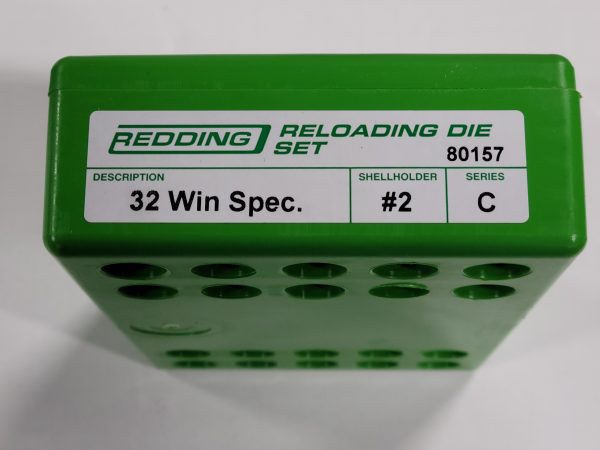 REDDING RELOADING DIE
SET
80157
DESCRIPTION SHELLHOLDER SERIES
32 Win Spec. #2 C